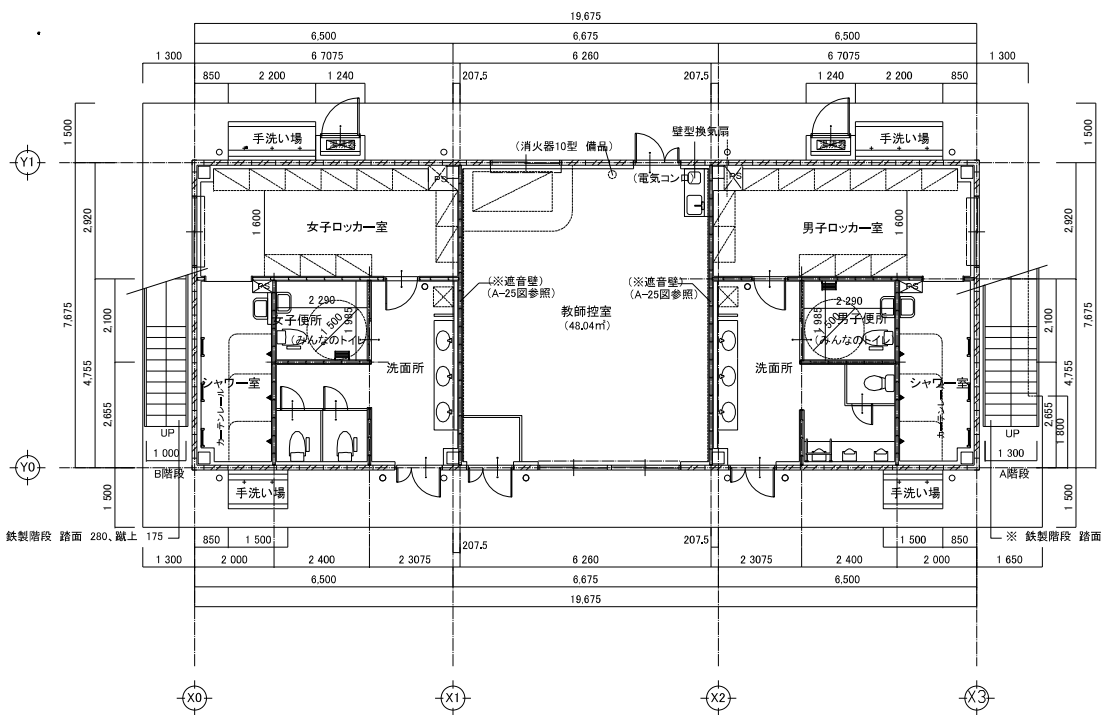 19,675
6,500 6,675 6,500
1 300 6 7075 6 260 6 7075 1 300
850 2 200 1 240 207.5 207.5 1 240 2 200 850
1 500 1 500
手洗い場 (消火器10型 備品) 壁型換気扇 手洗い場
Y1
PS (電気コンロ) PS
2,920 1 600 女子ロッカー室 男子ロッカー室 1 600 2,920
(※遮音壁) (※遮音壁)
(A-25図参照) (A-25図参照)
PS PS
教師控室
(48.04㎡)
7,675 2,100 2 290 2 290 2,100 7,675
女子便所 1 500 1 985 1 985 1 500 男子便所
(みんなのトイレ) (みんなのトイレ)
4,755 シャワー室 洗面所 洗面所 シャワー室 4,755
2,655 カーテンレール カーテンレール 2,655 1 800
UP UP
1 000 1 300
B階段 A階段
Y0
手洗い場 手洗い場
1 500 1 500
鉄製階段 踏面 280、蹴上 175 ※ 鉄製階段 踏面
850 1 500 207.5 207.5 1 500 850
1 300 2 000 2 400 2 3075 6 260 2 3075 2 400 2 000 1 650
6,500 6,675 6,500
19,675
X0 X1 X2 X3